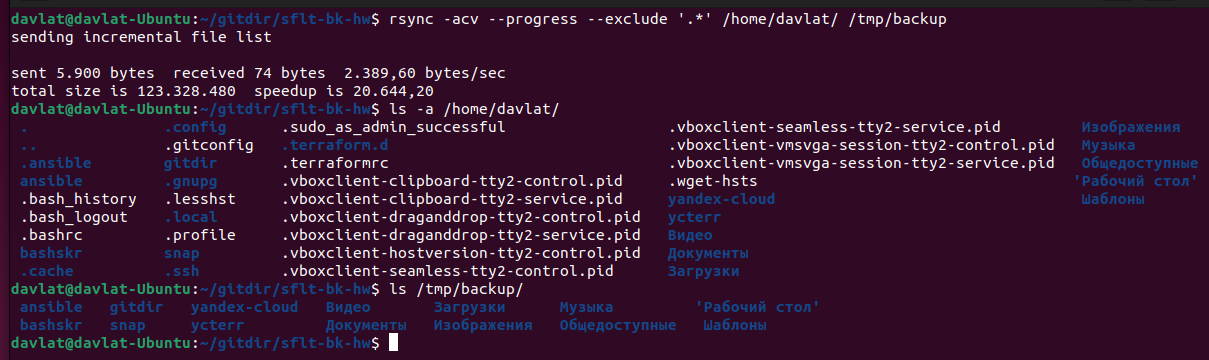 davlat@davlat-Ubuntu:~/gitdir/sflt-bk-hw$ rsync -acv --progress --exclude '.*' /home/davlat/ /tmp/backup
sending incremental file list
sent 5.900 bytes  received 74 bytes  2.389,60 bytes/sec
total size is 123.328.480  speedup is 20.644,20
davlat@davlat-Ubuntu:~/gitdir/sflt-bk-hw$ ls -a /home/davlat/
.  .config  .sudo_as_admin_successful  .vboxclient-seamless-tty2-service.pid  Изображения
..  .gitconfig  .terraform.d  .vboxclient-vmsvga-session-tty2-control.pid  Музыка
.ansible  gitdir  .terraformrc  .vboxclient-vmsvga-session-tty2-service.pid  Общедоступные
ansible  .gnupg  .vboxclient-clipboard-tty2-control.pid  .wget-hsts  'Рабочий стол'
.bash_history  .lesshst  .vboxclient-clipboard-tty2-service.pid  yandex-cloud  Шаблоны
.bash_logout  .local  .vboxclient-draganddrop-tty2-control.pid  ycterr
.bashrc  .profile  .vboxclient-draganddrop-tty2-service.pid  Видео
bashskr  snap  .vboxclient-hostversion-tty2-control.pid  Документы
.cache  .ssh  .vboxclient-seamless-tty2-control.pid  Загрузки
davlat@davlat-Ubuntu:~/gitdir/sflt-bk-hw$ ls /tmp/backup/
ansible  gitdir  yandex-cloud  Видео  Загрузки  Музыка  'Рабочий стол'
bashskr  snap  ycterr  Документы  Изображения  Общедоступные  Шаблоны
davlat@davlat-Ubuntu:~/gitdir/sflt-bk-hw$